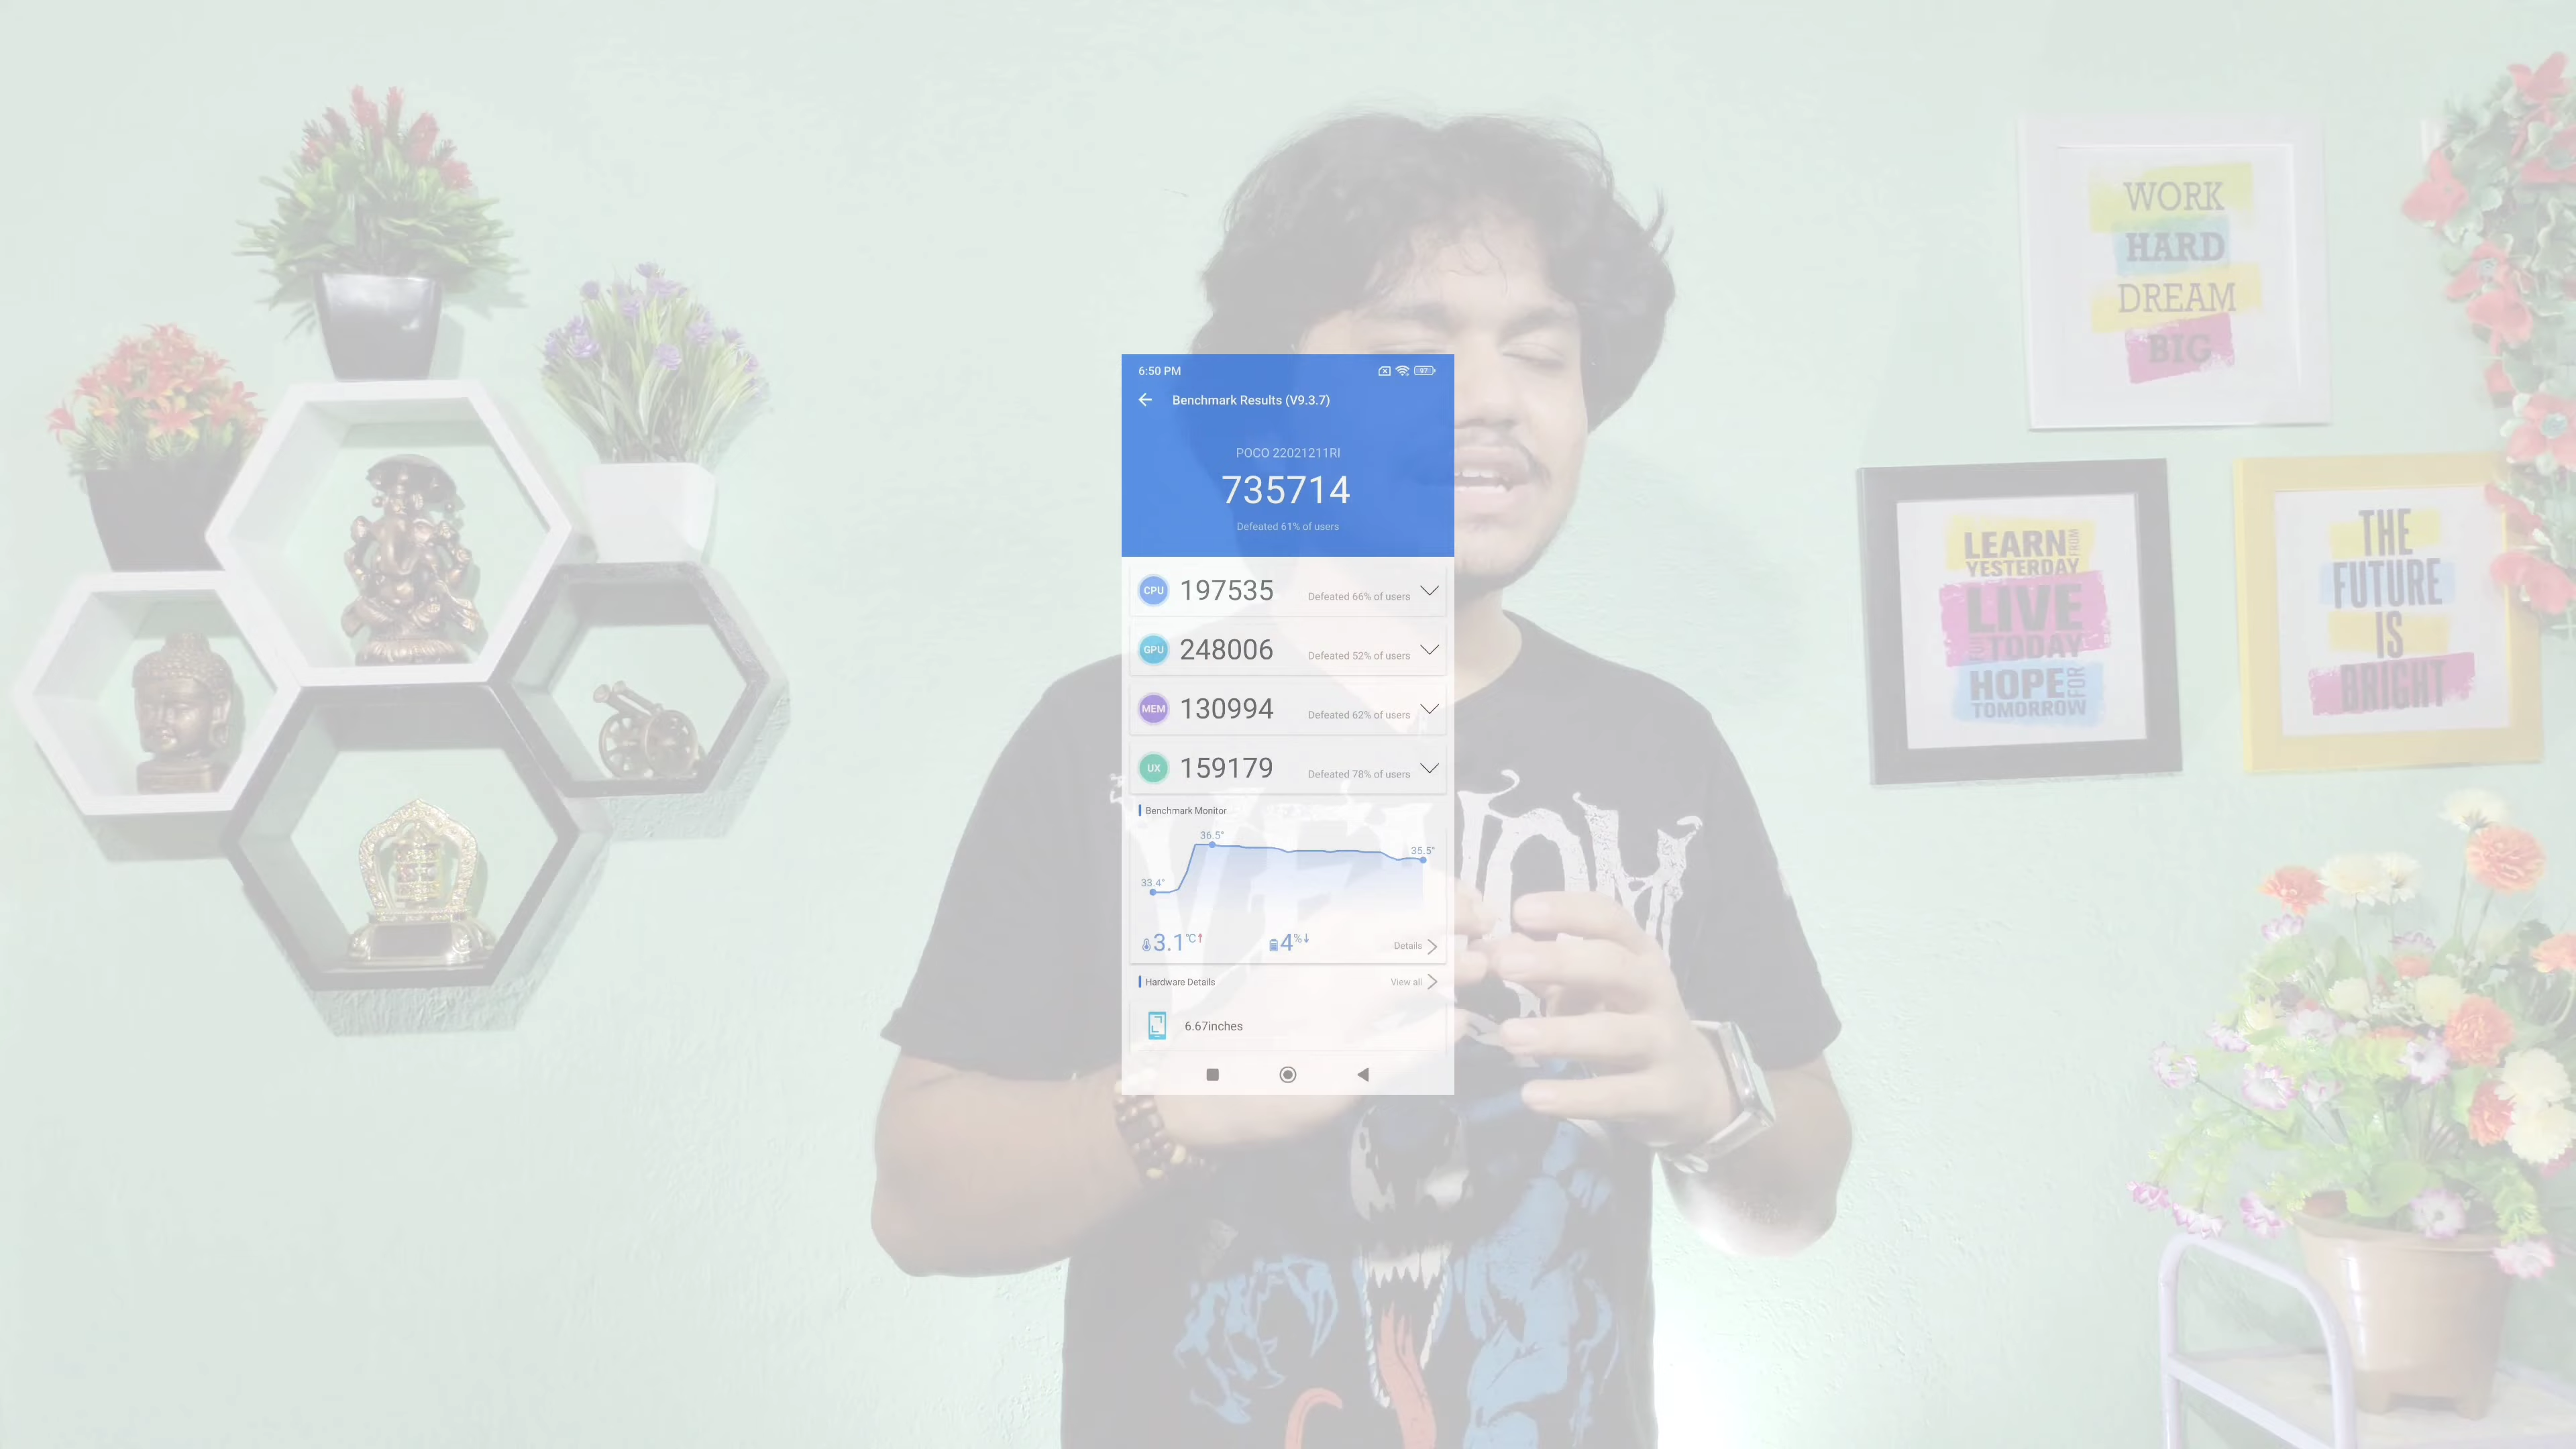 WORK
HARD
DREAM
BIG
LEARN FROM
YESTERDAY
LIVE
FOR TODAY
HOPE FOR
TOMORROW
THE
FUTURE
IS
BRIGHT
6:50 PM
97
Benchmark Results (V9.3.7)
POCO 22021211RI
735714
Defeated 61% of users
CPU 197535 Defeated 66% of users
GPU 248006 Defeated 52% of users
MEM 130994 Defeated 62% of users
UX 159179 Defeated 78% of users
Benchmark Monitor
36.5°
35.5°
33.4°
3.1°C↑ 4%↓ Details
Hardware Details View all
6.67inches